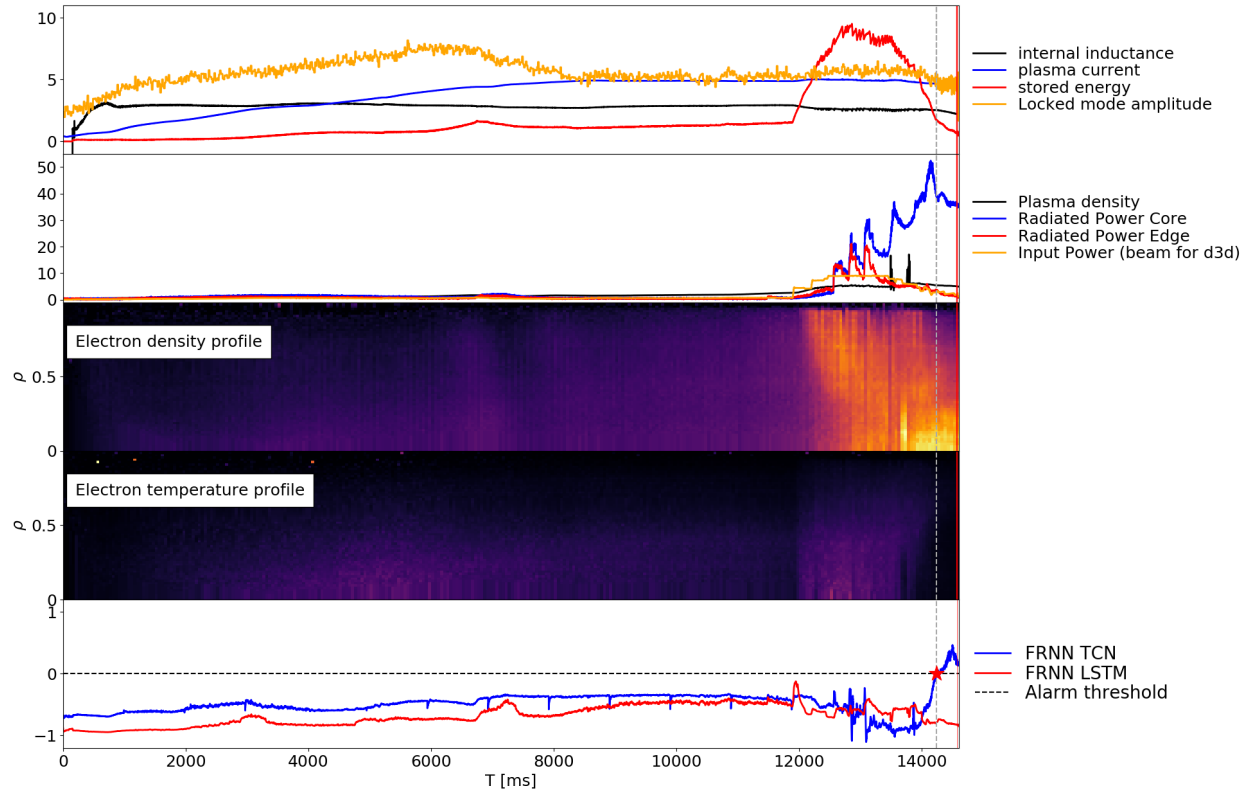 10
5
0
internal inductance
plasma current
stored energy
Locked mode amplitude
50
40
30
20
10
0
Plasma density
Radiated Power Core
Radiated Power Edge
Input Power (beam for d3d)
Electron density profile
ρ
0.5
0
Electron temperature profile
ρ
0.5
0
1
0
−1
FRNN TCN
FRNN LSTM
Alarm threshold
0
2000
4000
6000
8000
10000
12000
14000
T [ms]